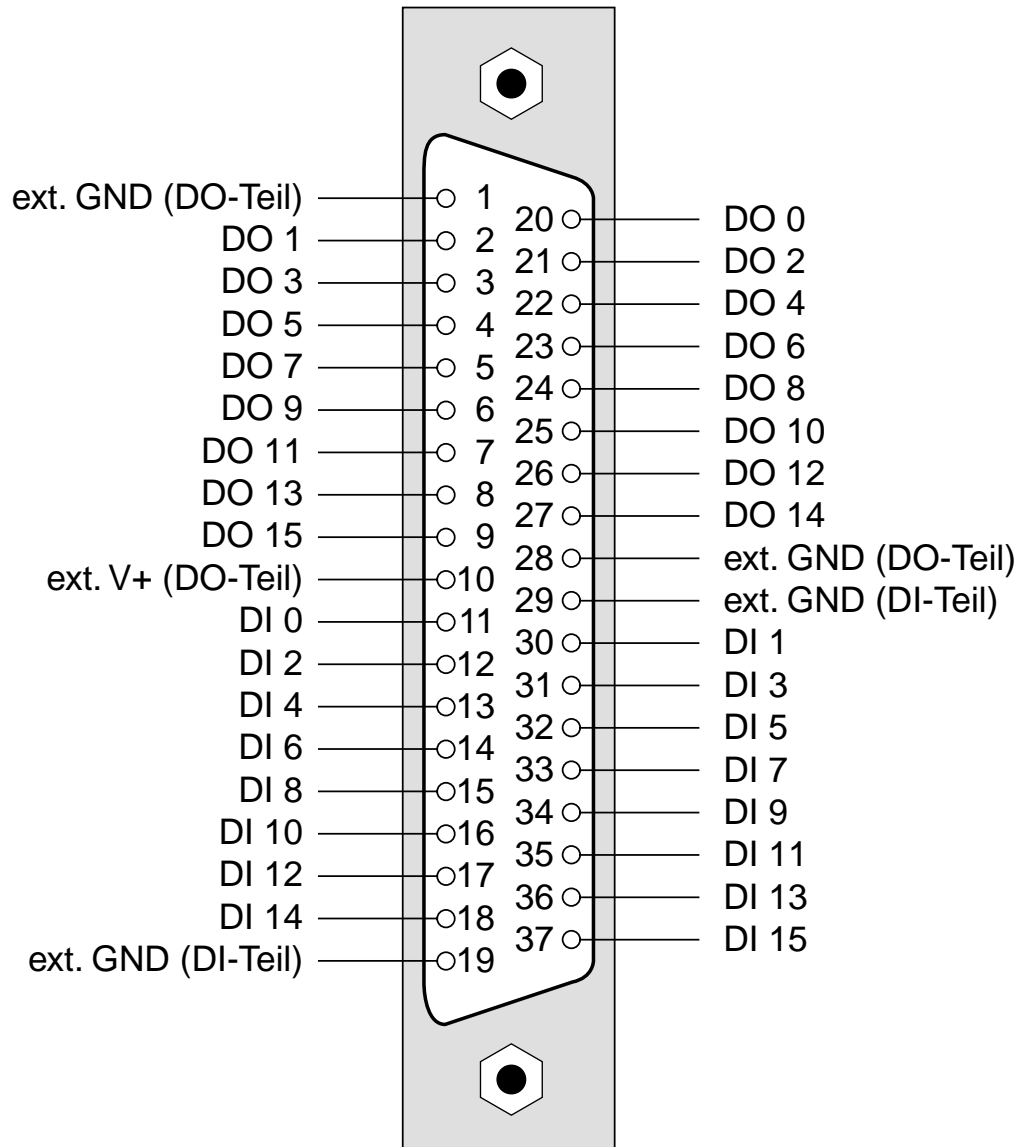 ext. GND (DO-Teil) 1
20 DO 0
DO 1 2
21 DO 2
DO 3 3
22 DO 4
DO 5 4
23 DO 6
DO 7 5
24 DO 8
DO 9 6
25 DO 10
DO 11 7
26 DO 12
DO 13 8
27 DO 14
DO 15 9
28 ext. GND (DO-Teil)
ext. V+ (DO-Teil) 10
29 ext. GND (DI-Teil)
DI 0 11
30 DI 1
DI 2 12
31 DI 3
DI 4 13
32 DI 5
DI 6 14
33 DI 7
DI 8 15
34 DI 9
DI 10 16
35 DI 11
DI 12 17
36 DI 13
DI 14 18
37 DI 15
ext. GND (DI-Teil) 19